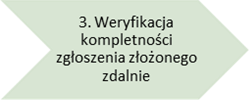 3. Weryfikacja
kompletności
zgłoszenia złożonego
zdalnie